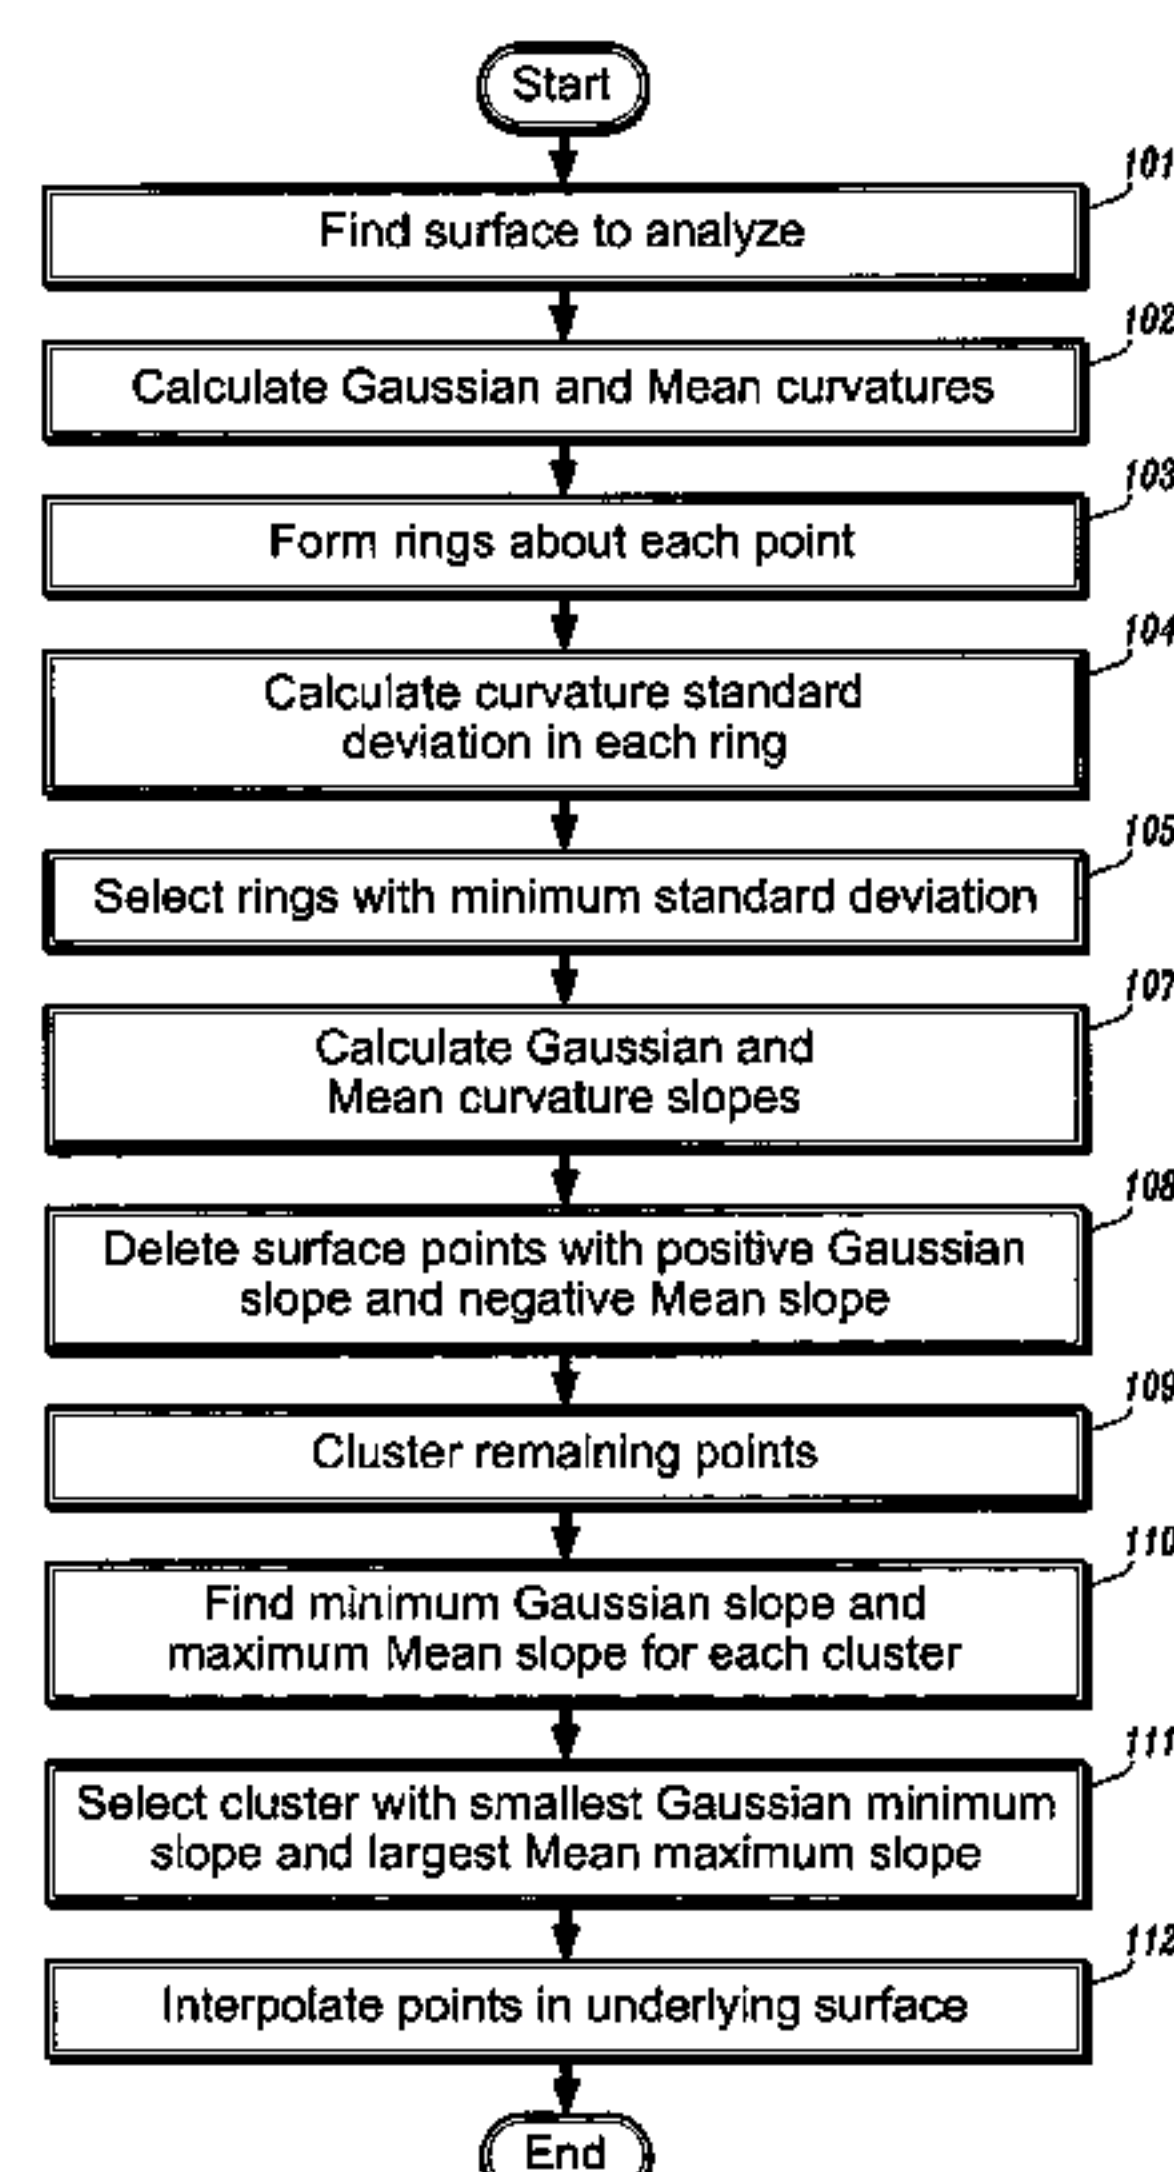 Start
101
Find surface to analyze
102
Calculate Gaussian and Mean curvatures
103
Form rings about each point
104
Calculate curvature standard
deviation in each ring
105
Select rings with minimum standard deviation
107
Calculate Gaussian and
Mean curvature slopes
108
Delete surface points with positive Gaussian
slope and negative Mean slope
109
Cluster remaining points
110
Find minimum Gaussian slope and
maximum Mean slope for each cluster
111
Select cluster with smallest Gaussian minimum
slope and largest Mean maximum slope
112
Interpolate points in underlying surface
End